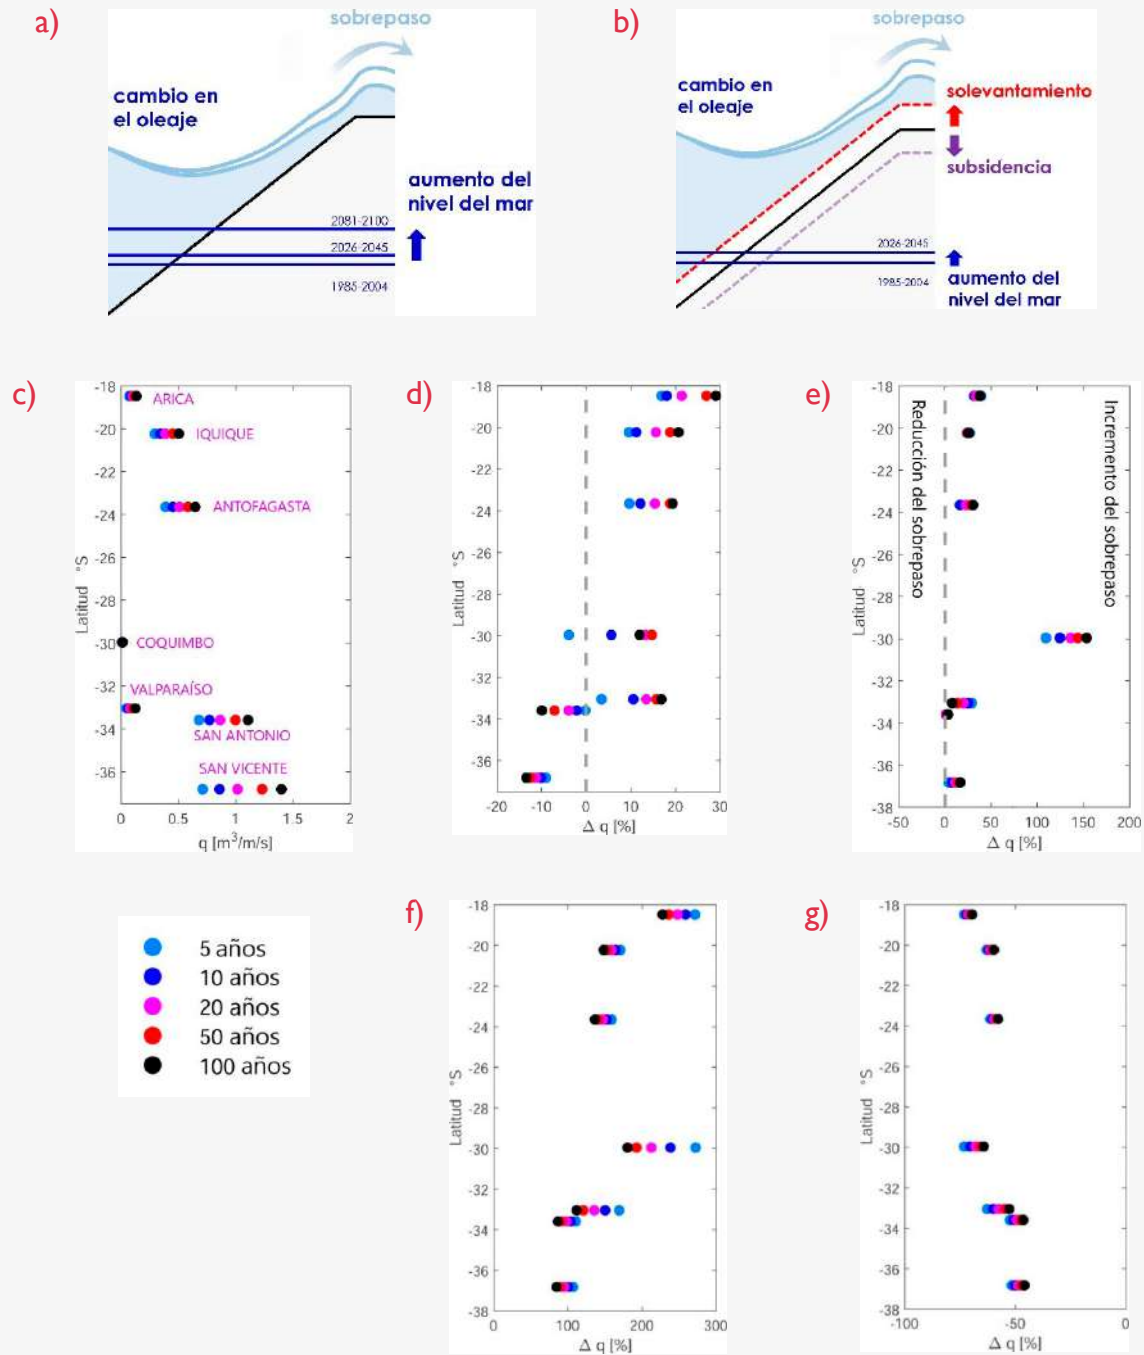 a)
sobrepaso
cambio en
el oleaje
aumento del
nivel del mar
2081-2100
2026-2045
1985-2004
b)
sobrepaso
cambio en
el oleaje
solevantamiento
subsidencia
2026-2045
1985-2004
aumento del
nivel del mar
c)
-18
-20
-22
-24
-26
-28
-30
-32
-34
-36
Latitud °S
ARICA
IQUIQUE
ANTOFAGASTA
COQUIMBO
VALPARAÍSO
SAN ANTONIO
SAN VICENTE
0 0.5 1 1.5 2
q [m³/m/s]
d)
-18
-20
-22
-24
-26
-28
-30
-32
-34
-36
Latitud °S
-20 -10 0 10 20 30
Δ q [%]
e)
-18
-20
-22
-24
-26
-28
-30
-32
-34
-36
-38
Latitud °S
Reducción del sobrepaso
Incremento del sobrepaso
-50 0 50 100 150 200
Δ q [%]
5 años
10 años
20 años
50 años
100 años
f)
-18
-20
-22
-24
-26
-28
-30
-32
-34
-36
-38
Latitud °S
0 100 200 300
Δ q [%]
g)
-18
-20
-22
-24
-26
-28
-30
-32
-34
-36
-38
Latitud °S
-100 -50 0
Δ q [%]